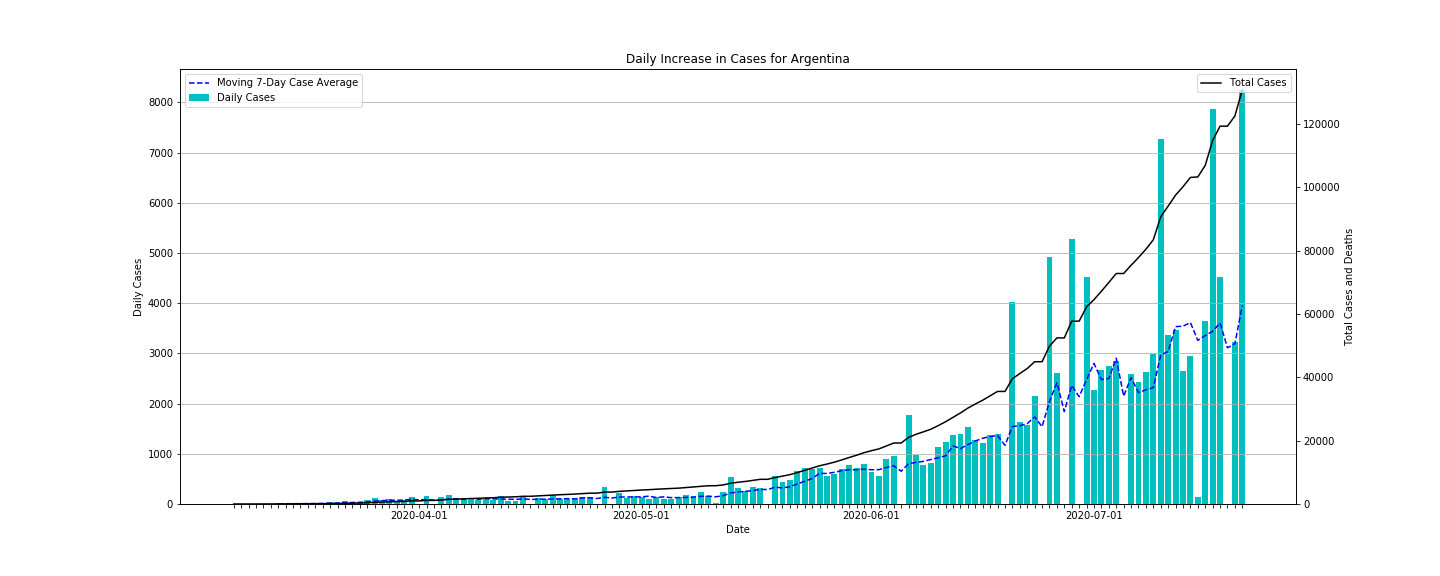 Daily Increase in Cases for Argentina
Moving 7-Day Case Average
Daily Cases
Total Cases
8000
7000
6000
5000
4000
3000
2000
1000
0
Daily Cases
120000
100000
80000
60000
40000
20000
0
Total Cases and Deaths
2020-04-01
2020-05-01
2020-06-01
2020-07-01
Date